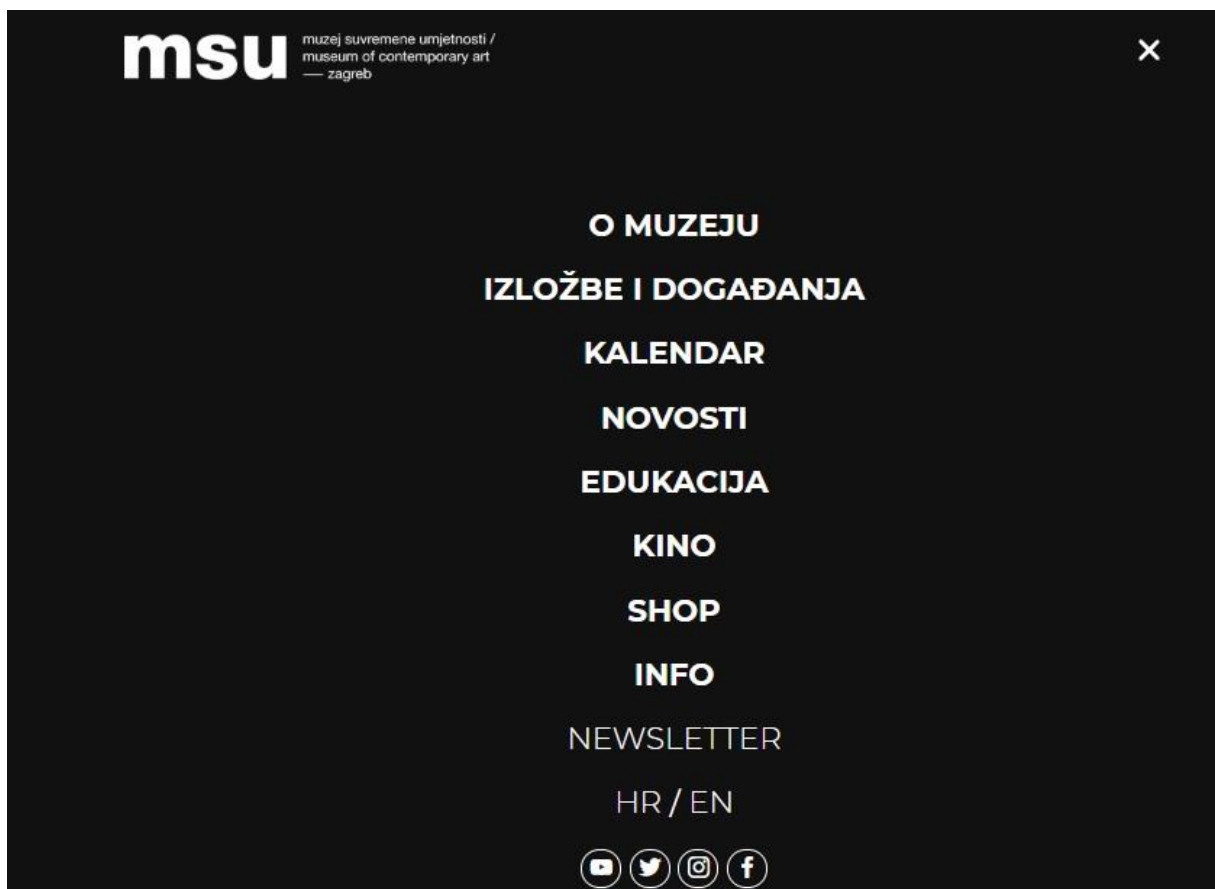 msu
muzej suvremene umjetnosti /
museum of contemporary art
— zagreb
O MUZEJU
IZLOŽBE I DOGAĐANJA
KALENDAR
NOVOSTI
EDUKACIJA
KINO
SHOP
INFO
NEWSLETTER
HR / EN